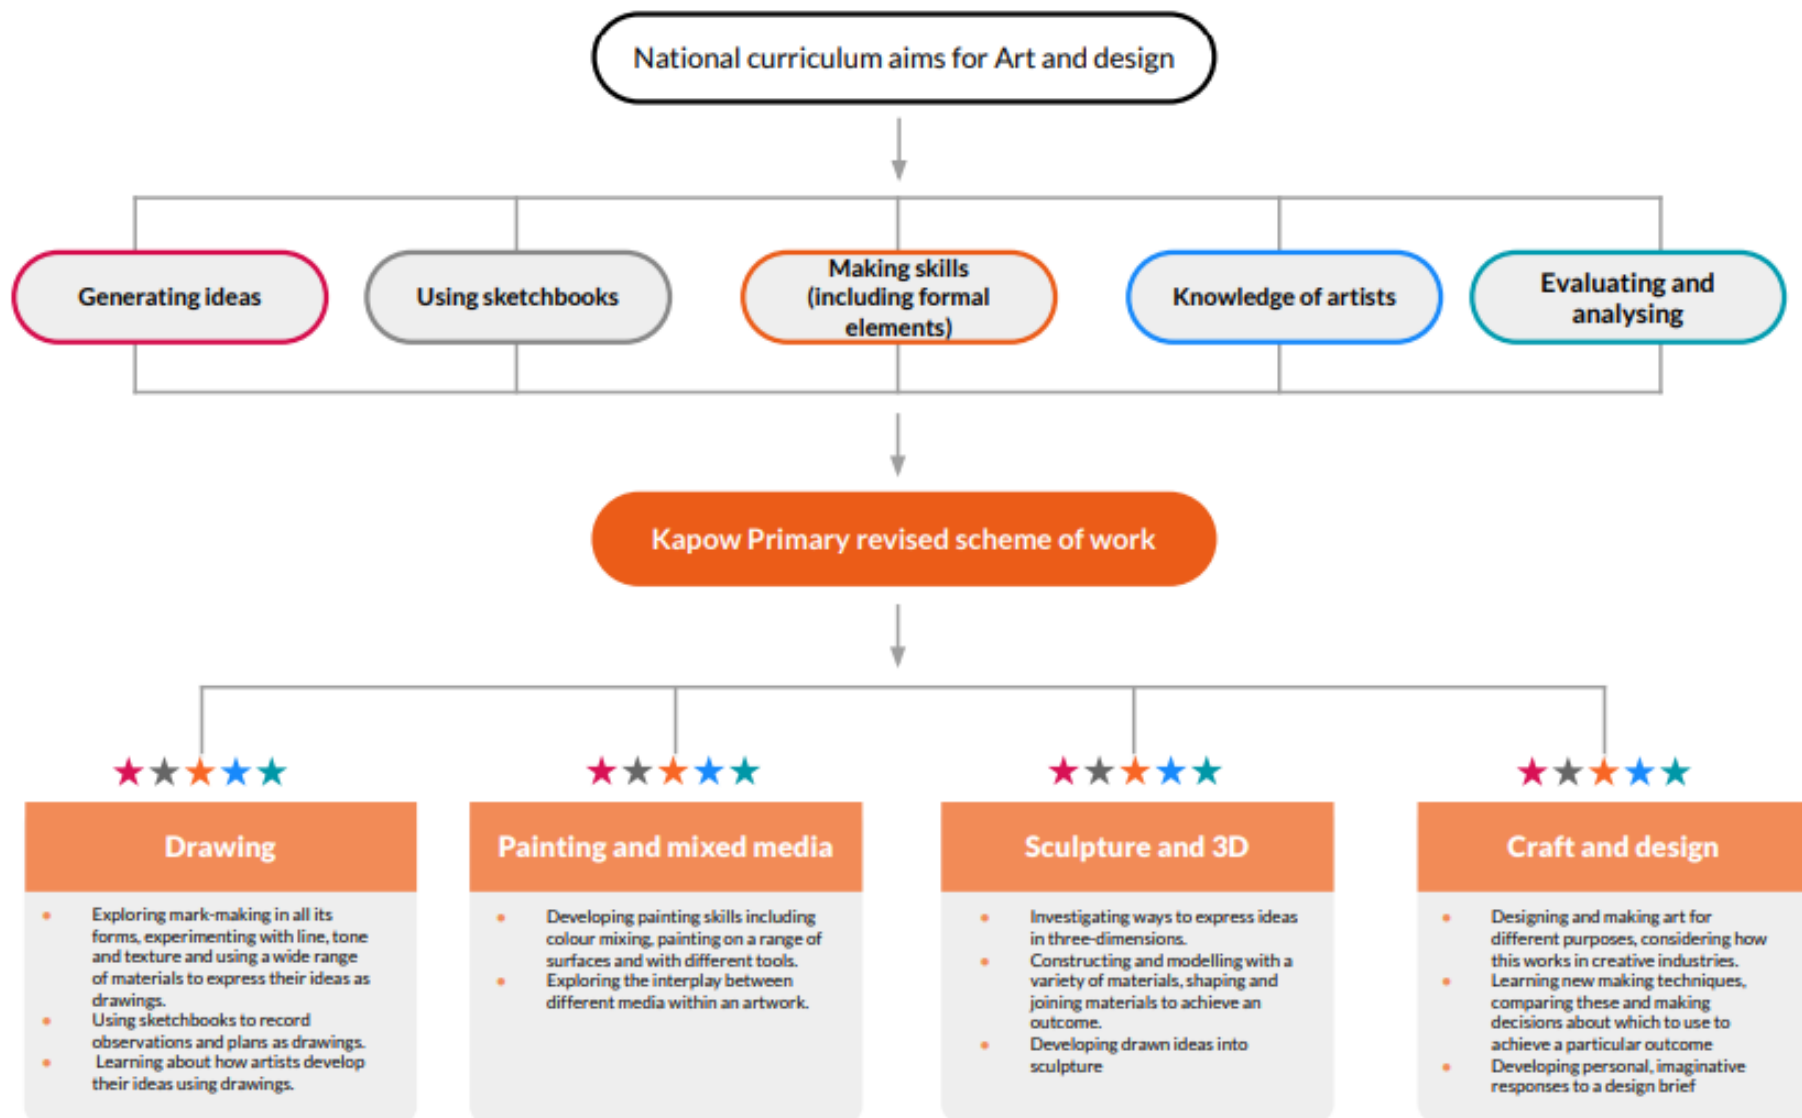 National curriculum aims for Art and design
Generating ideas
Using sketchbooks
Making skills
(including formal
elements)
Knowledge of artists
Evaluating and
analysing
Kapow Primary revised scheme of work
Drawing
Exploring mark-making in all its
forms, experimenting with line, tone
and texture and using a wide range
of materials to express their ideas as
drawings.
Using sketchbooks to record
observations and plans as drawings.
Learning about how artists develop
their ideas using drawings.
Painting and mixed media
Developing painting skills including
colour mixing, painting on a range of
surfaces and with different tools.
Exploring the interplay between
different media within an artwork.
Sculpture and 3D
Investigating ways to express ideas
in three-dimensions.
Constructing and modelling with a
variety of materials, shaping and
joining materials to achieve an
outcome.
Developing drawn ideas into
sculpture
Craft and design
Designing and making art for
different purposes, considering how
this works in creative industries.
Learning new making techniques,
comparing these and making
decisions about which to use to
achieve a particular outcome
Developing personal, imaginative
responses to a design brief